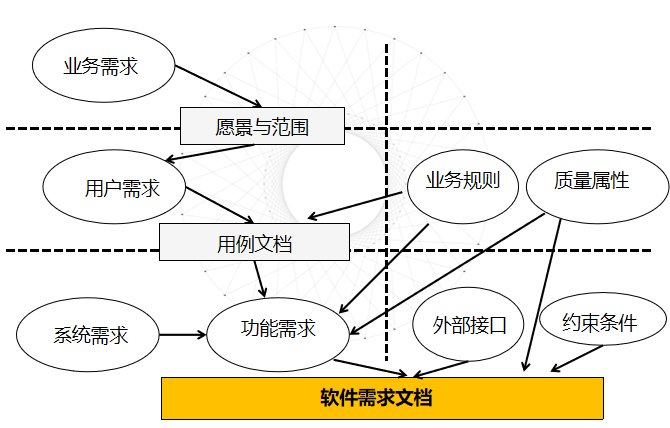 业务需求
愿景与范围
用户需求
业务规则
质量属性
用例文档
系统需求
功能需求
外部接口
约束条件
软件需求文档